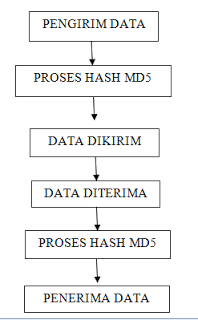 PENGIRIM DATA
PROSES HASH MD5
DATA DIKIRIM
DATA DITERIMA
PROSES HASH MD5
PENERIMA DATA